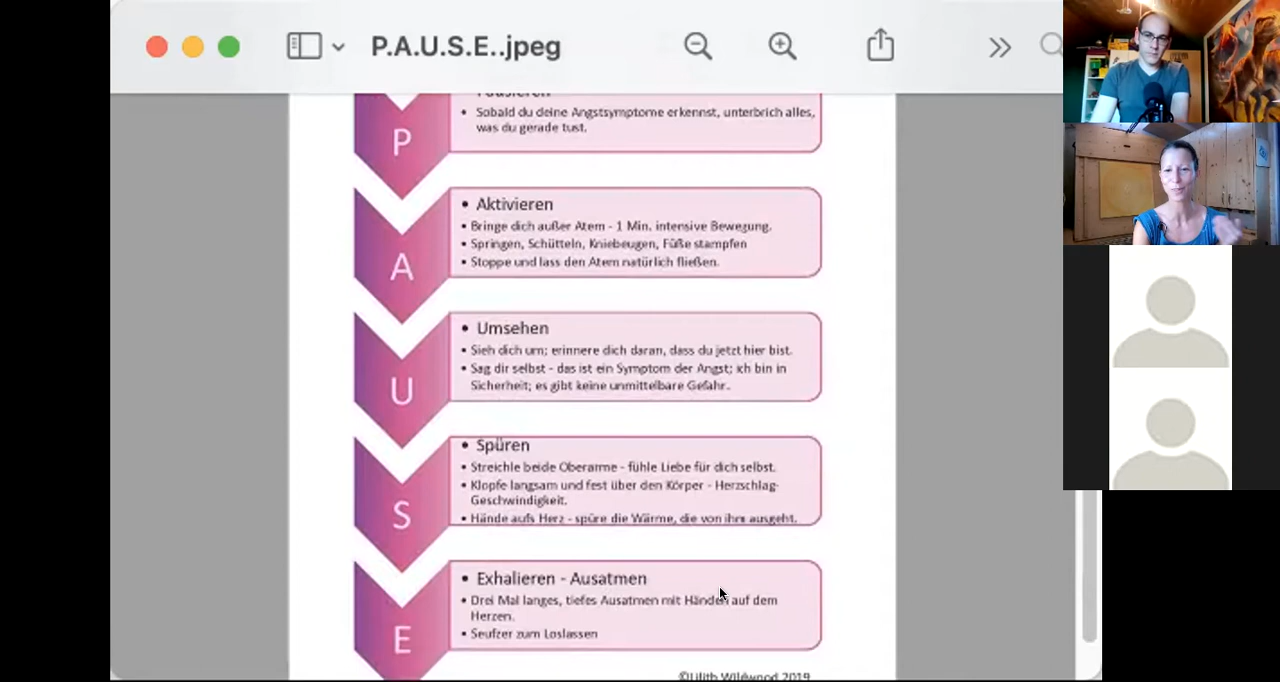 P.A.U.S.E..jpeg
Pausieren
P
• Sobald du deine Angstsymptome erkennst, unterbrich alles,
was du gerade tust.
A
• Aktivieren
• Bringe dich außer Atem - 1 Min. intensive Bewegung.
• Springen, Schütteln, Kniebeugen, Füße stampfen
• Stoppe und lass den Atem natürlich fließen.
U
• Umsehen
• Sieh dich um; erinnere dich daran, dass du jetzt hier bist.
• Sag dir selbst - das ist ein Symptom der Angst; ich bin in
Sicherheit; es gibt keine unmittelbare Gefahr.
S
• Spüren
• Streichle beide Oberarme - fühle Liebe für dich selbst.
• Klopfe langsam und fest über den Körper - Herzschlag-
Geschwindigkeit.
• Hände aufs Herz - spüre die Wärme, die von ihm ausgeht.
E
• Exhalieren - Ausatmen
• Drei Mal langes, tiefes Ausatmen mit Händen auf dem
Herzen.
• Seufzer zum Loslassen
©Lilith Wildwood 2019